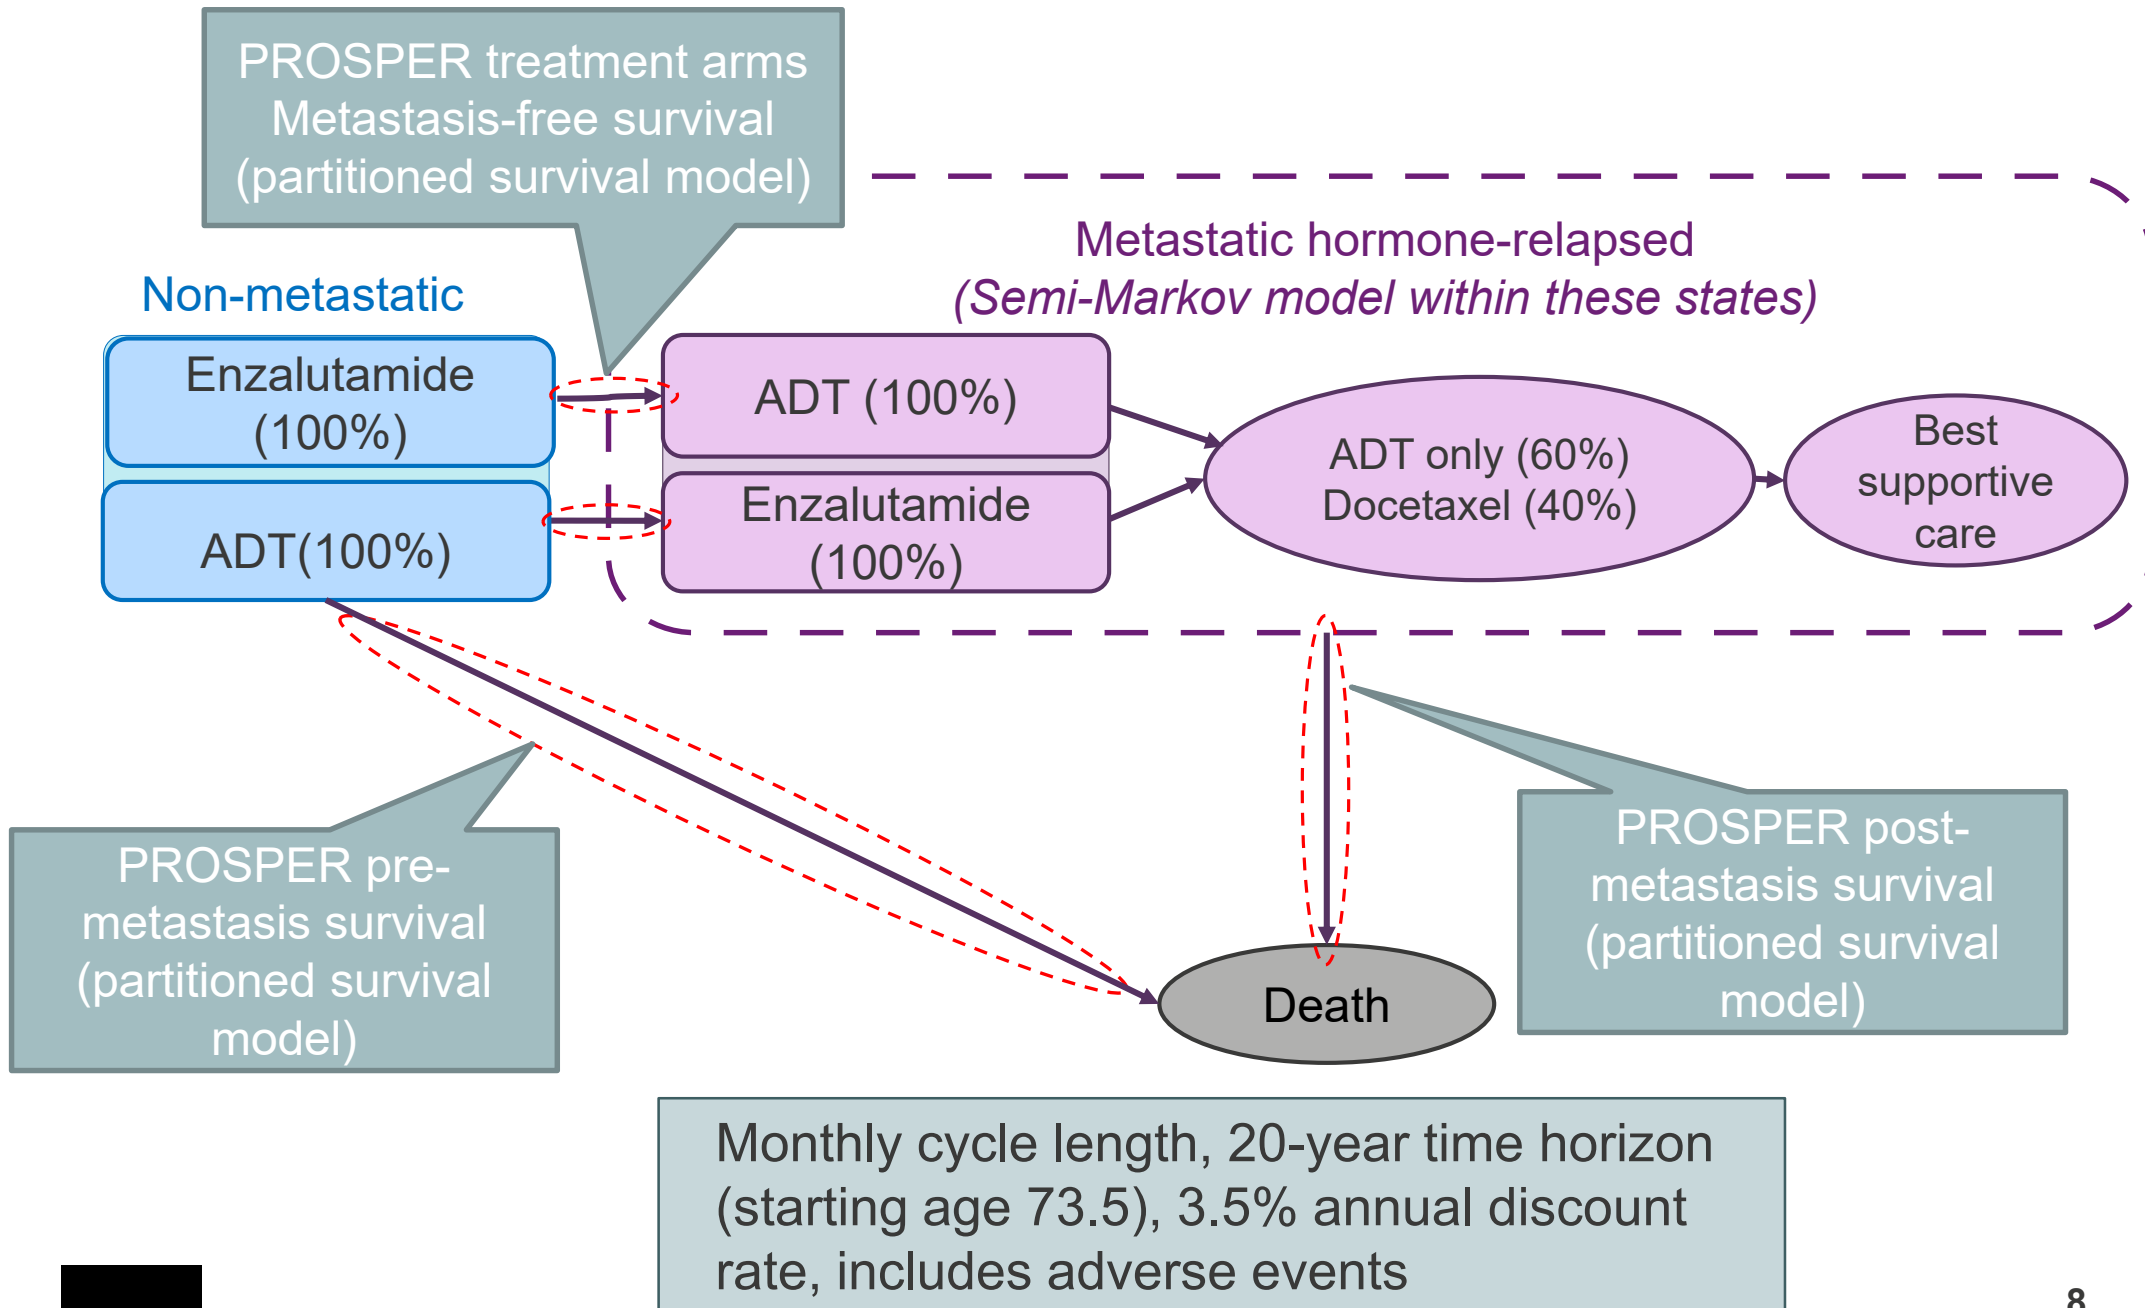 PROSPER treatment arms
Metastasis-free survival
(partitioned survival model)
Metastatic hormone-relapsed
(Semi-Markov model within these states)
Non-metastatic
Enzalutamide
(100%)
ADT(100%)
ADT (100%)
Enzalutamide
(100%)
ADT only (60%)
Docetaxel (40%)
Best
supportive
care
PROSPER pre-
metastasis survival
(partitioned survival
model)
PROSPER post-
metastasis survival
(partitioned survival
model)
Death
Monthly cycle length, 20-year time horizon
(starting age 73.5), 3.5% annual discount
rate, includes adverse events
8